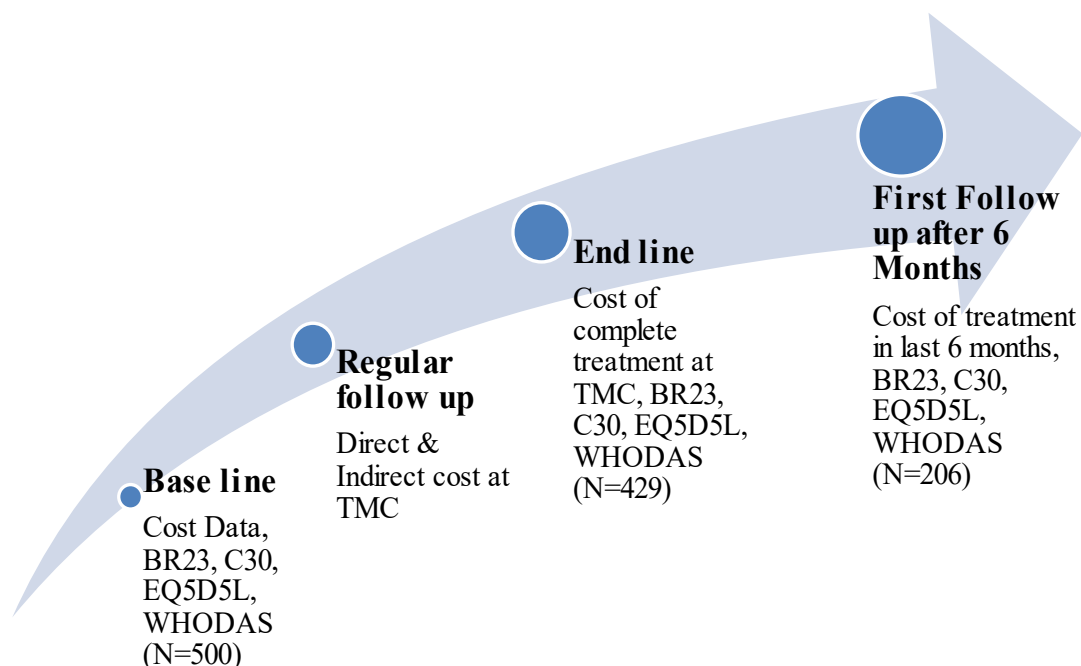 Base line
Cost Data,
BR23, C30,
EQ5D5L,
WHODAS
(N=500)
Regular
follow up
Direct &
Indirect cost at
TMC
End line
Cost of
complete
treatment at
TMC, BR23,
C30, EQ5D5L,
WHODAS
(N=429)
First Follow
up after 6
Months
Cost of treatment
in last 6 months,
BR23, C30,
EQ5D5L,
WHODAS
(N=206)